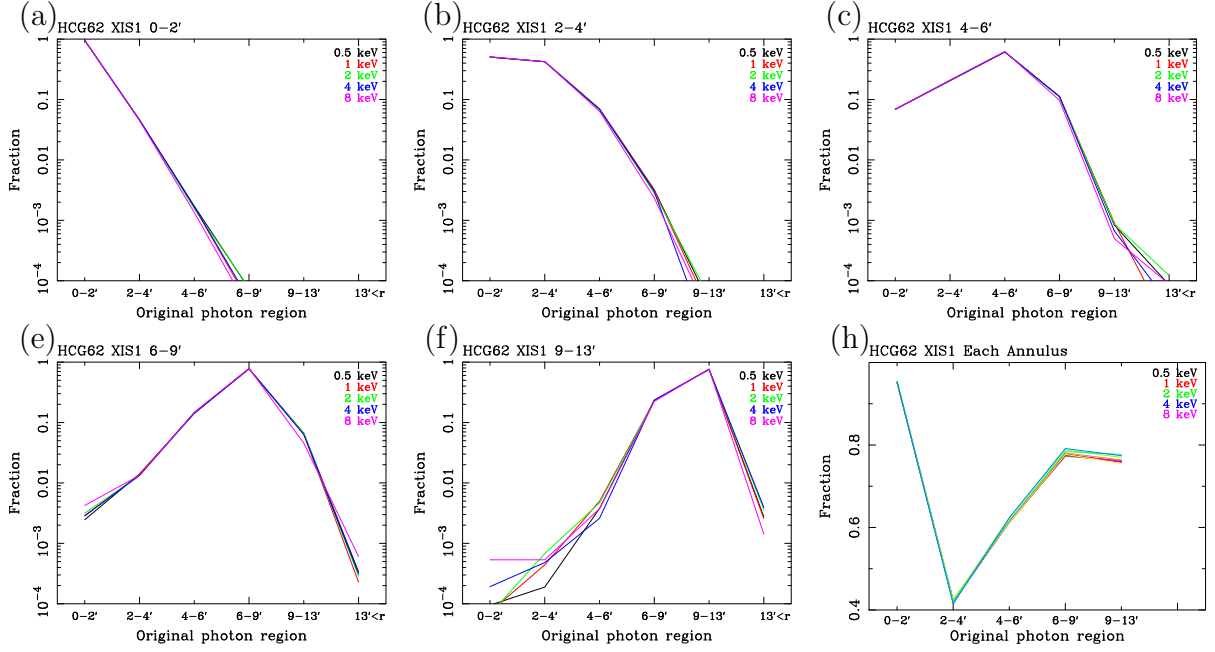 (a)
HCG62 XIS1 0−2′
0.5 keV
1 keV
2 keV
4 keV
8 keV
Fraction
1
0.1
0.01
10⁻³
10⁻⁴
0−2′ 2−4′ 4−6′ 6−9′ 9−13′ 13′<r
Original photon region
(b)
HCG62 XIS1 2−4′
0.5 keV
1 keV
2 keV
4 keV
8 keV
Fraction
1
0.1
0.01
10⁻³
10⁻⁴
0−2′ 2−4′ 4−6′ 6−9′ 9−13′ 13′<r
Original photon region
(c)
HCG62 XIS1 4−6′
0.5 keV
1 keV
2 keV
4 keV
8 keV
Fraction
1
0.1
0.01
10⁻³
10⁻⁴
0−2′ 2−4′ 4−6′ 6−9′ 9−13′ 13′<r
Original photon region
(e)
HCG62 XIS1 6−9′
0.5 keV
1 keV
2 keV
4 keV
8 keV
Fraction
1
0.1
0.01
10⁻³
10⁻⁴
0−2′ 2−4′ 4−6′ 6−9′ 9−13′ 13′<r
Original photon region
(f)
HCG62 XIS1 9−13′
0.5 keV
1 keV
2 keV
4 keV
8 keV
Fraction
1
0.1
0.01
10⁻³
10⁻⁴
0−2′ 2−4′ 4−6′ 6−9′ 9−13′ 13′<r
Original photon region
(h)
HCG62 XIS1 Each Annulus
0.5 keV
1 keV
2 keV
4 keV
8 keV
Fraction
0.8
0.6
0.4
0−2′ 2−4′ 4−6′ 6−9′ 9−13′
Original photon region